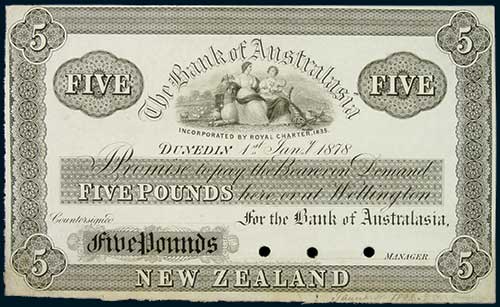 5 5
The Bank of Australasia
FIVE FIVE
INCORPORATED BY ROYAL CHARTER, 1835.
DUNEDIN 1st Jany 1878
I Promise to pay the Bearer on Demand
FIVE POUNDS here or at Wellington
Countersigned For the Bank of Australasia,
Five Pounds
MANAGER
5 NEW ZEALAND 5